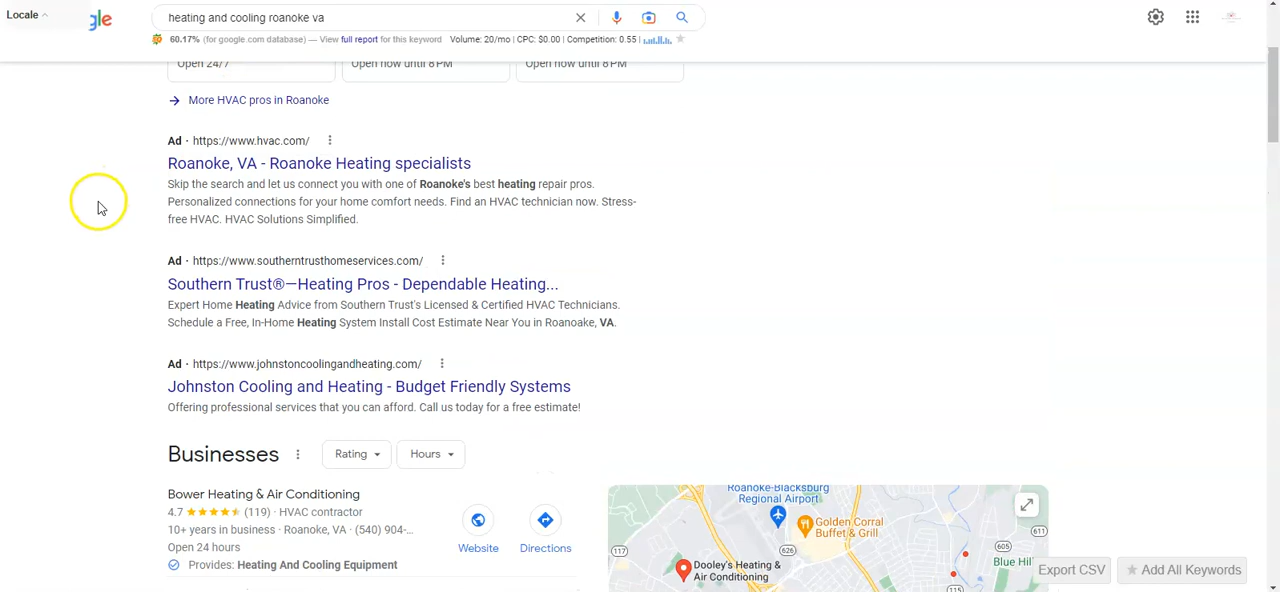 Locale
gle
heating and cooling roanoke va
60.17% (for google.com database) — View full report for this keyword Volume: 20/mo | CPC: $0.00 | Competition: 0.55 |
Open 24/7
Open now until 8 PM
Open now until 8 PM
More HVAC pros in Roanoke
Ad · https://www.hvac.com/
Roanoke, VA - Roanoke Heating specialists
Skip the search and let us connect you with one of Roanoke's best heating repair pros.
Personalized connections for your home comfort needs. Find an HVAC technician now. Stress-
free HVAC. HVAC Solutions Simplified.
Ad · https://www.southerntrusthomeservices.com/
Southern Trust®—Heating Pros - Dependable Heating...
Expert Home Heating Advice from Southern Trust's Licensed & Certified HVAC Technicians.
Schedule a Free, In-Home Heating System Install Cost Estimate Near You in Roanoake, VA.
Ad · https://www.johnstoncoolingandheating.com/
Johnston Cooling and Heating - Budget Friendly Systems
Offering professional services that you can afford. Call us today for a free estimate!
Businesses
Rating
Hours
Bower Heating & Air Conditioning
4.7 (119) · HVAC contractor
10+ years in business · Roanoke, VA · (540) 904-...
Open 24 hours
Provides: Heating And Cooling Equipment
Website
Directions
Roanoke-Blacksburg
Regional Airport
Golden Corral
Buffet & Grill
117
626
Dooley's Heating &
Air Conditioning
611
605
Blue Hill
115
Export CSV
Add All Keywords